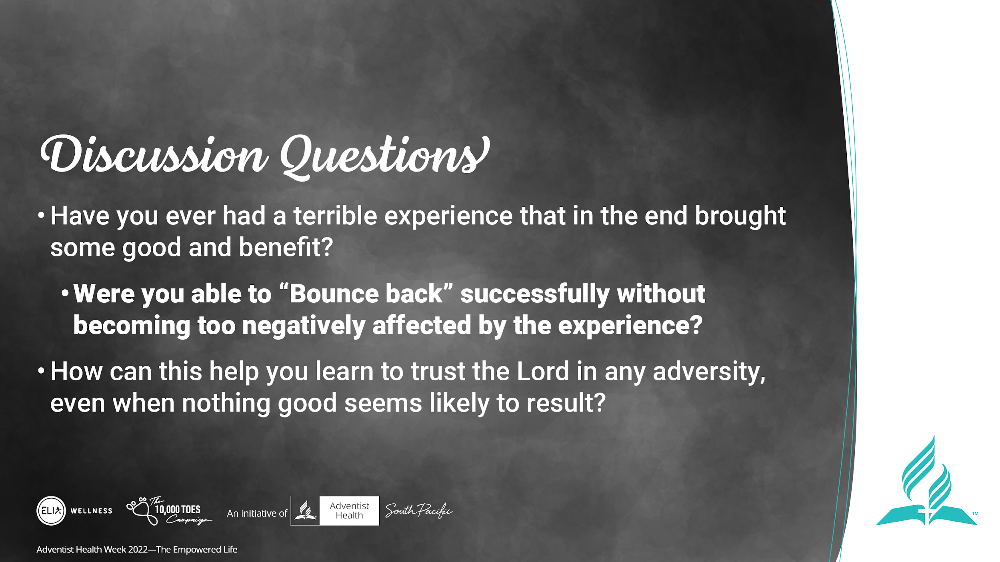 Discussion Questions
• Have you ever had a terrible experience that in the end brought
some good and benefit?
• Were you able to “Bounce back” successfully without
becoming too negatively affected by the experience?
• How can this help you learn to trust the Lord in any adversity,
even when nothing good seems likely to result?
ELIA WELLNESS
The
10,000 TOES
Campaign
An initiative of
Adventist
Health
South Pacific
TM
Adventist Health Week 2022—The Empowered Life